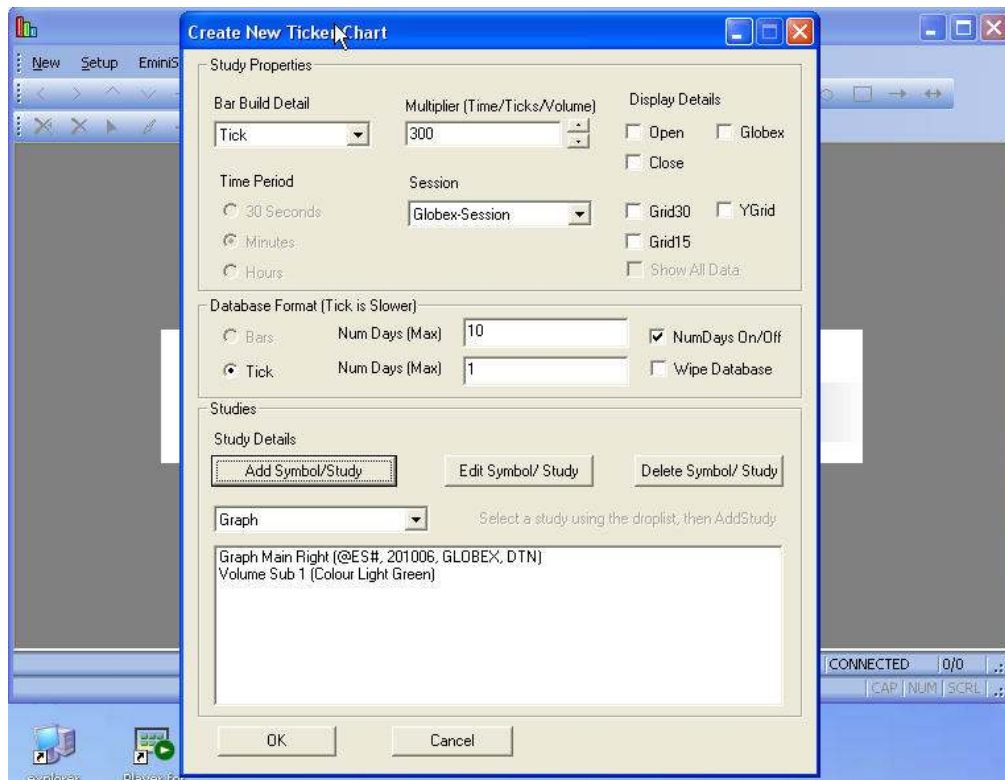 Create New Ticker Chart
New Setup EminiS
Study Properties
Bar Build Detail
Multiplier (Time/Ticks/Volume)
Display Details
Tick
300
Open
Globex
Close
Time Period
Session
30 Seconds
Globex-Session
Grid30
YGrid
Minutes
Grid15
Hours
Show All Data
Database Format (Tick is Slower)
Bars
Num Days (Max)
10
NumDays On/Off
Tick
Num Days (Max)
1
Wipe Database
Studies
Study Details
Add Symbol/Study
Edit Symbol/ Study
Delete Symbol/ Study
Graph
Select a study using the droplist, then AddStudy
Graph Main Right (@ES#, 201006, GLOBEX, DTN)
Volume Sub 1 (Colour Light Green)
CONNECTED
0/0
CAP NUM SCRL
OK
Cancel